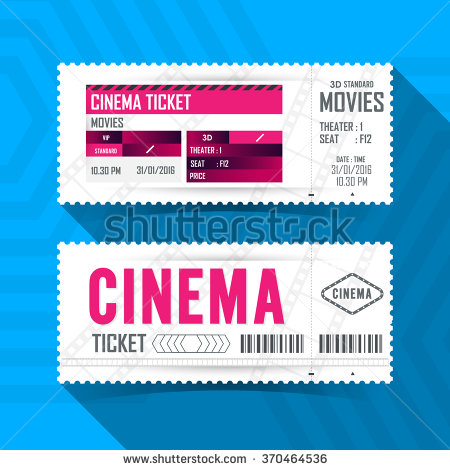 CINEMA TICKET
MOVIES
VIP
STANDARD
10.30 PM 31/01/2016
3D
THEATER : 1
SEAT : F12
PRICE
3D STANDARD
MOVIES
THEATER : 1
SEAT : F12
DATE : TIME
31/01/2016
10.30 PM
shutterstock
CINEMA
TICKET
CINEMA
www.shutterstock.com · 370464536